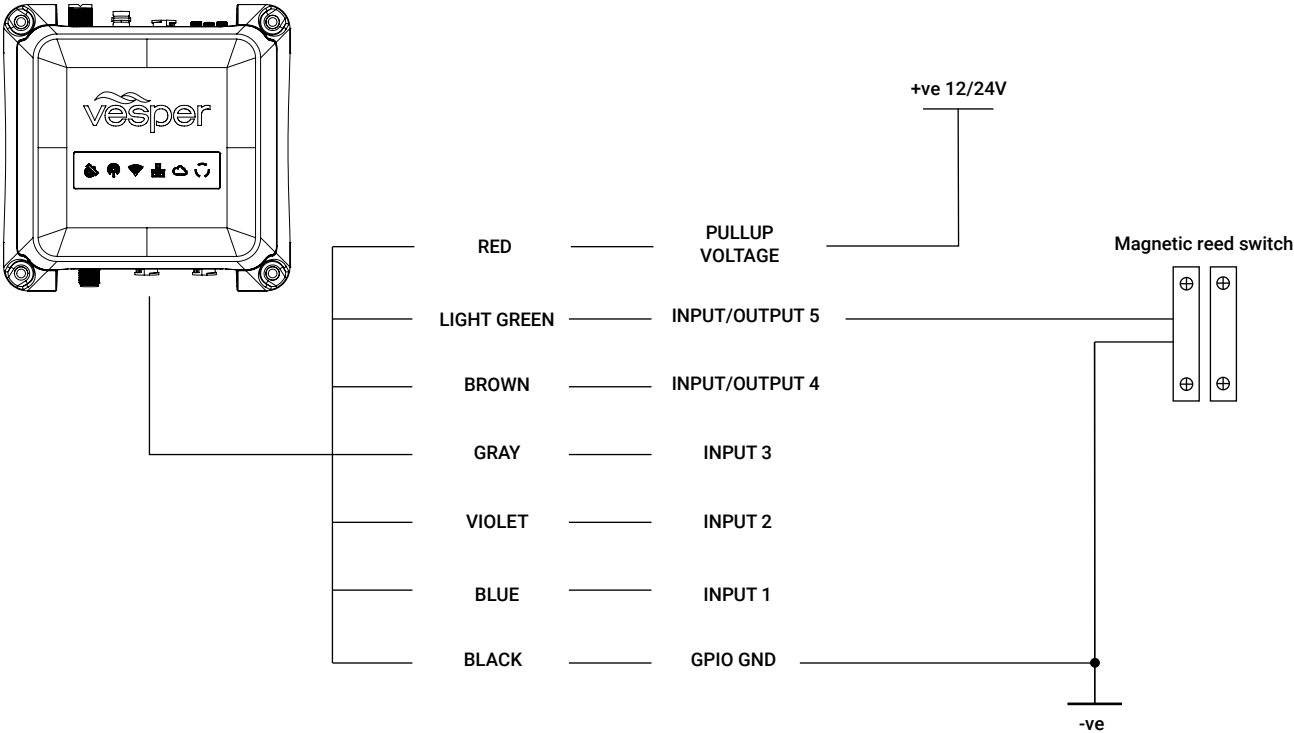 vesper
+ve 12/24V
RED
PULLUP
VOLTAGE
Magnetic reed switch
LIGHT GREEN
INPUT/OUTPUT 5
BROWN
INPUT/OUTPUT 4
GRAY
INPUT 3
VIOLET
INPUT 2
BLUE
INPUT 1
BLACK
GPIO GND
-ve